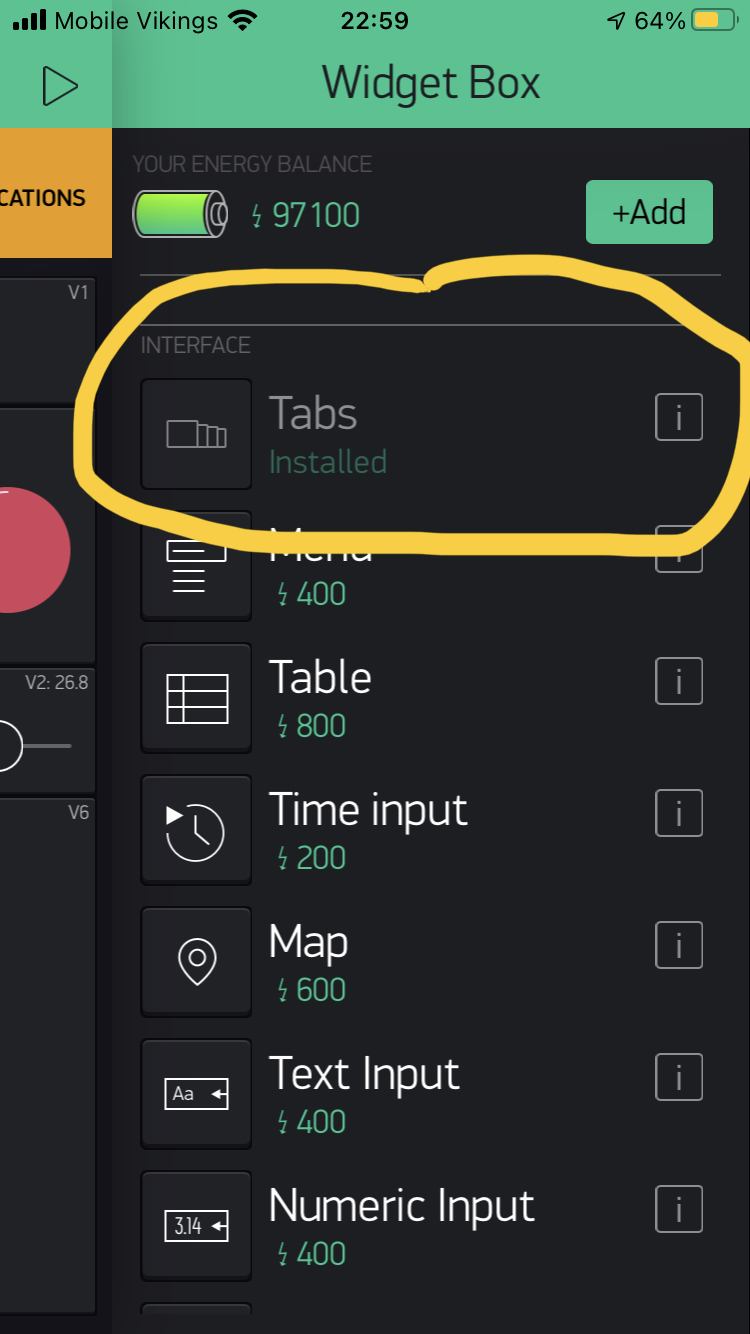 Mobile Vikings 22:59 64%
Widget Box
YOUR ENERGY BALANCE
CATIONS
97100
+Add
V1
INTERFACE
Tabs
i
Installed
Menu
i
400
Table
i
V2: 26.8
800
Time input
i
V6
200
Map
i
600
Text Input
i
Aa
400
Numeric Input
i
3.14
400